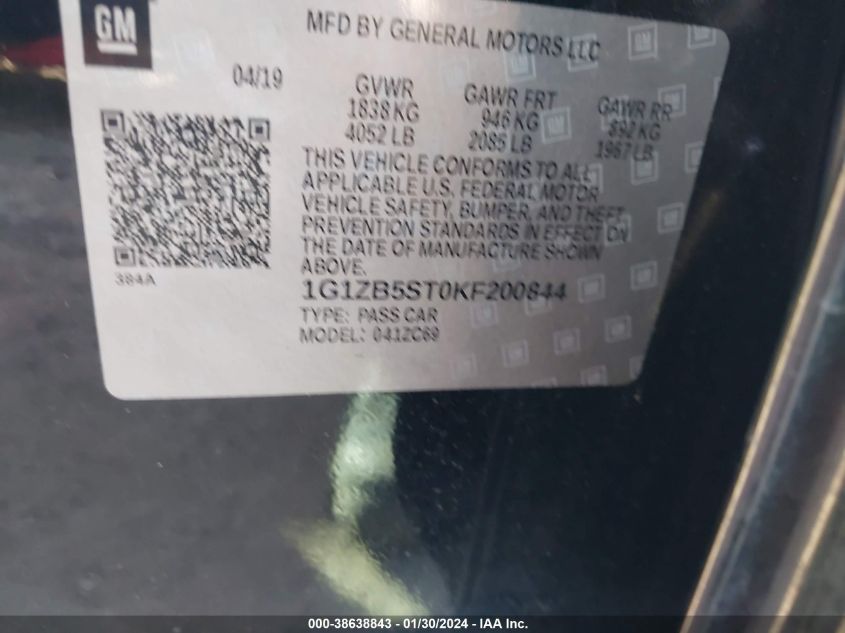 GM
MFD BY GENERAL MOTORS LLC
04/19
GVWR
1838 KG
4052 LB
GAWR FRT
946 KG
2086 LB
GAWR RR
892 KG
1967 LB
THIS VEHICLE CONFORMS TO ALL
APPLICABLE U.S. FEDERAL MOTOR
VEHICLE SAFETY, BUMPER, AND THEFT
PREVENTION STANDARDS IN EFFECT ON
THE DATE OF MANUFACTURE SHOWN
ABOVE.
384A
1G1ZB5ST0KF200844
TYPE: PASS CAR
MODEL: 041ZC69
000-38638843 - 01/30/2024 - IAA Inc.